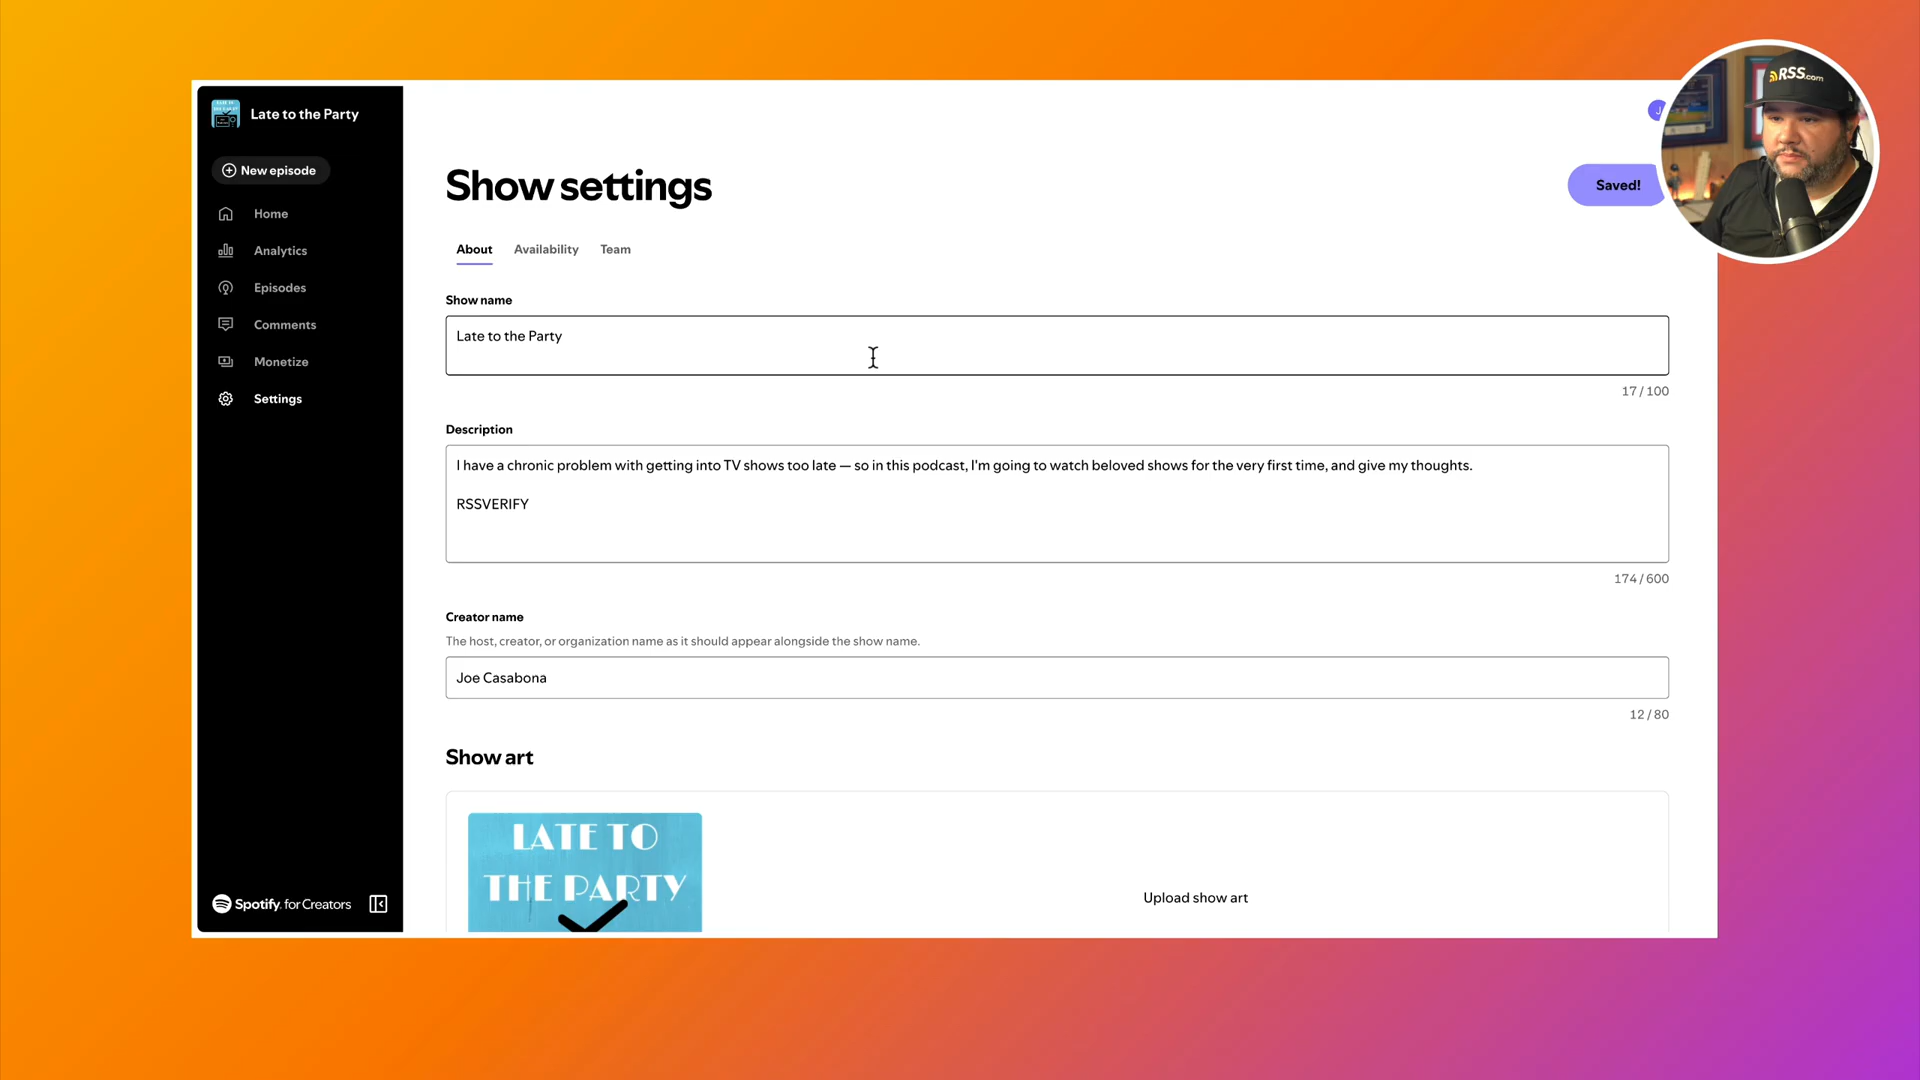 Late to the Party
New episode
Home
Analytics
Episodes
Comments
Monetize
Settings
Spotify for Creators
RSS.com
J
Show settings
Saved!
About Availability Team
Show name
Late to the Party
17 / 100
Description
I have a chronic problem with getting into TV shows too late — so in this podcast, I'm going to watch beloved shows for the very first time, and give my thoughts.
RSSVERIFY
174 / 600
Creator name
The host, creator, or organization name as it should appear alongside the show name.
Joe Casabona
12 / 80
Show art
LATE TO
THE PARTY
Upload show art